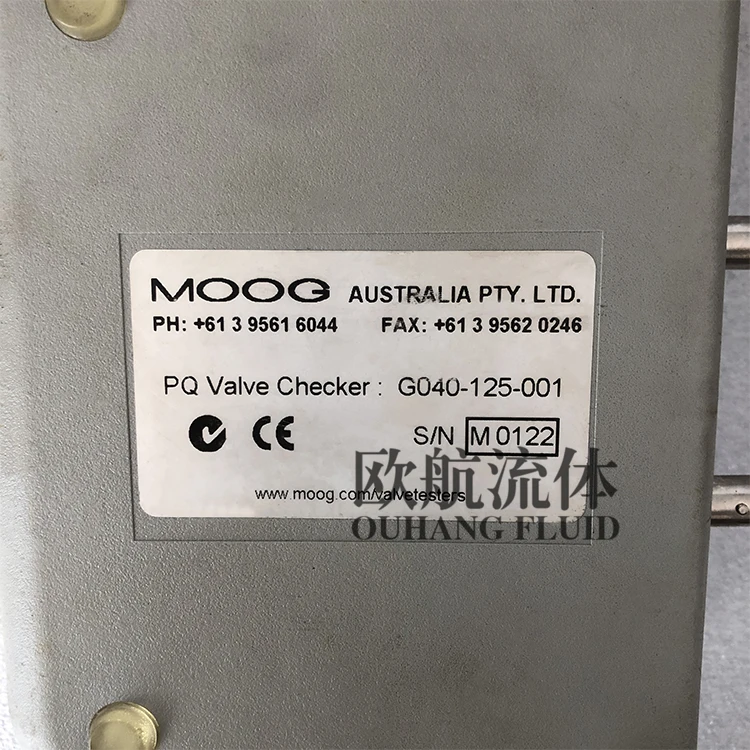 MOOG AUSTRALIA PTY. LTD.
PH: +61 3 9561 6044 FAX: +61 3 9562 0246
PQ Valve Checker : G040-125-001
CE S/N M 0122
www.moog.com/valvetesters
欧航流体
OUHANG FLUID